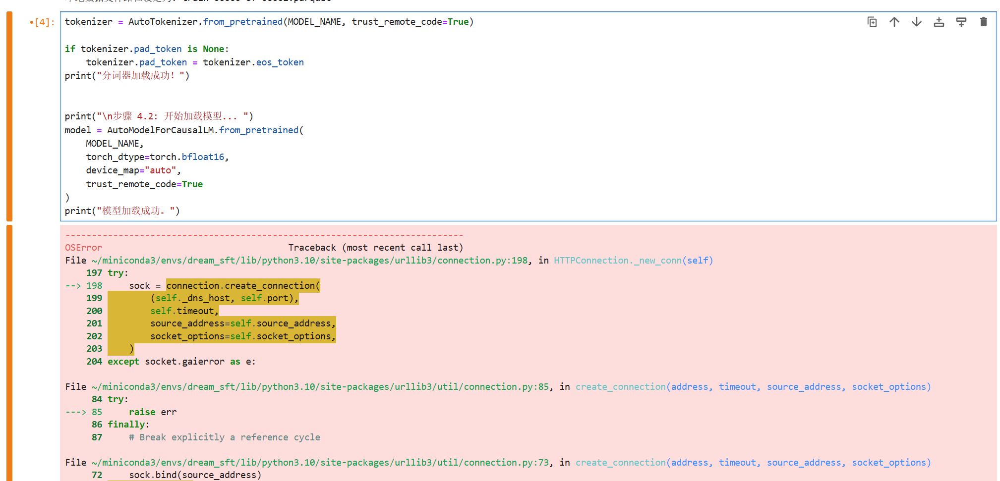 •[4]:
tokenizer = AutoTokenizer.from_pretrained(MODEL_NAME, trust_remote_code=True)
if tokenizer.pad_token is None:
    tokenizer.pad_token = tokenizer.eos_token
print("分词器加载成功! ")
print("\n步骤 4.2: 开始加载模型... ")
model = AutoModelForCausalLM.from_pretrained(
    MODEL_NAME,
    torch_dtype=torch.bfloat16,
    device_map="auto",
    trust_remote_code=True
)
print("模型加载成功。")
---------------------------------------------------------------------------
OSError                                   Traceback (most recent call last)
File ~/miniconda3/envs/dream_sft/lib/python3.10/site-packages/urllib3/connection.py:198, in HTTPConnection._new_conn(self)
    197 try:
--> 198     sock = connection.create_connection(
    199         (self._dns_host, self.port),
    200         self.timeout,
    201         source_address=self.source_address,
    202         socket_options=self.socket_options,
    203     )
    204 except socket.gaierror as e:
File ~/miniconda3/envs/dream_sft/lib/python3.10/site-packages/urllib3/util/connection.py:85, in create_connection(address, timeout, source_address, socket_options)
     84 try:
---> 85     raise err
     86 finally:
     87     # Break explicitly a reference cycle
File ~/miniconda3/envs/dream_sft/lib/python3.10/site-packages/urllib3/util/connection.py:73, in create_connection(address, timeout, source_address, socket_options)
     72     sock.bind(source_address)